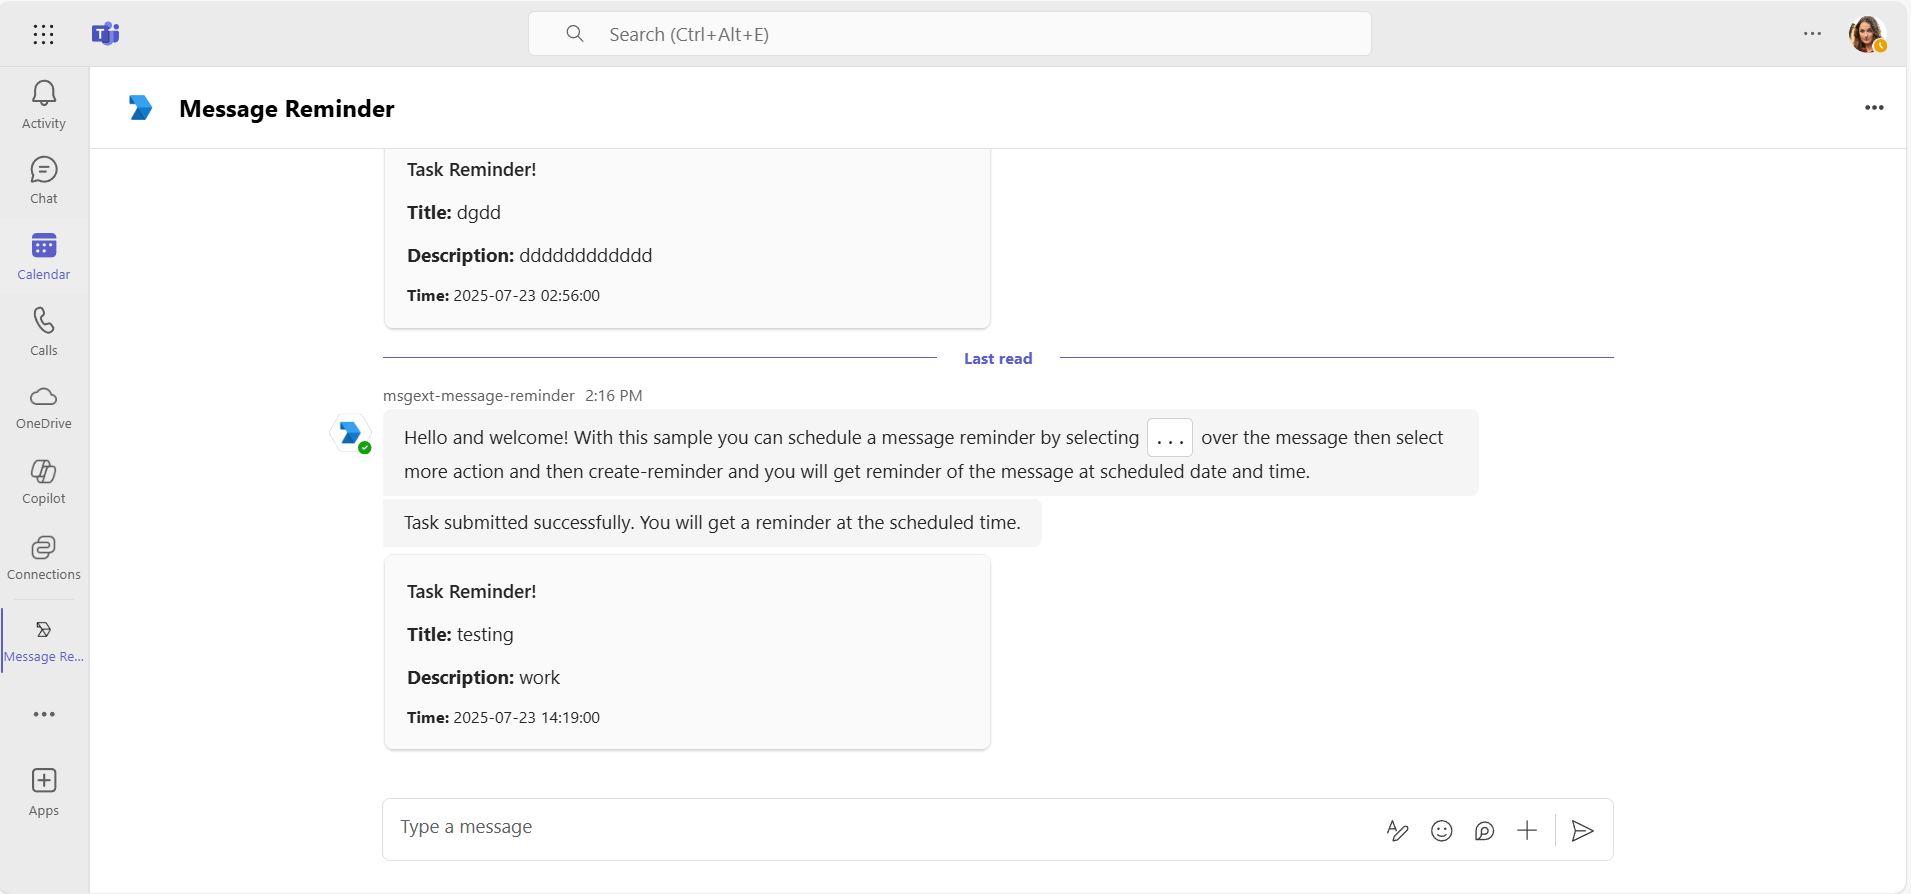 Search (Ctrl+Alt+E)
Activity
Chat
Calendar
Calls
OneDrive
Copilot
Connections
Message Re...
Apps
Message Reminder
Task Reminder!
Title: dgdd
Description: dddddddddddd
Time: 2025-07-23 02:56:00
Last read
msgext-message-reminder 2:16 PM
Hello and welcome! With this sample you can schedule a message reminder by selecting ... over the message then select
more action and then create-reminder and you will get reminder of the message at scheduled date and time.
Task submitted successfully. You will get a reminder at the scheduled time.
Task Reminder!
Title: testing
Description: work
Time: 2025-07-23 14:19:00
Type a message